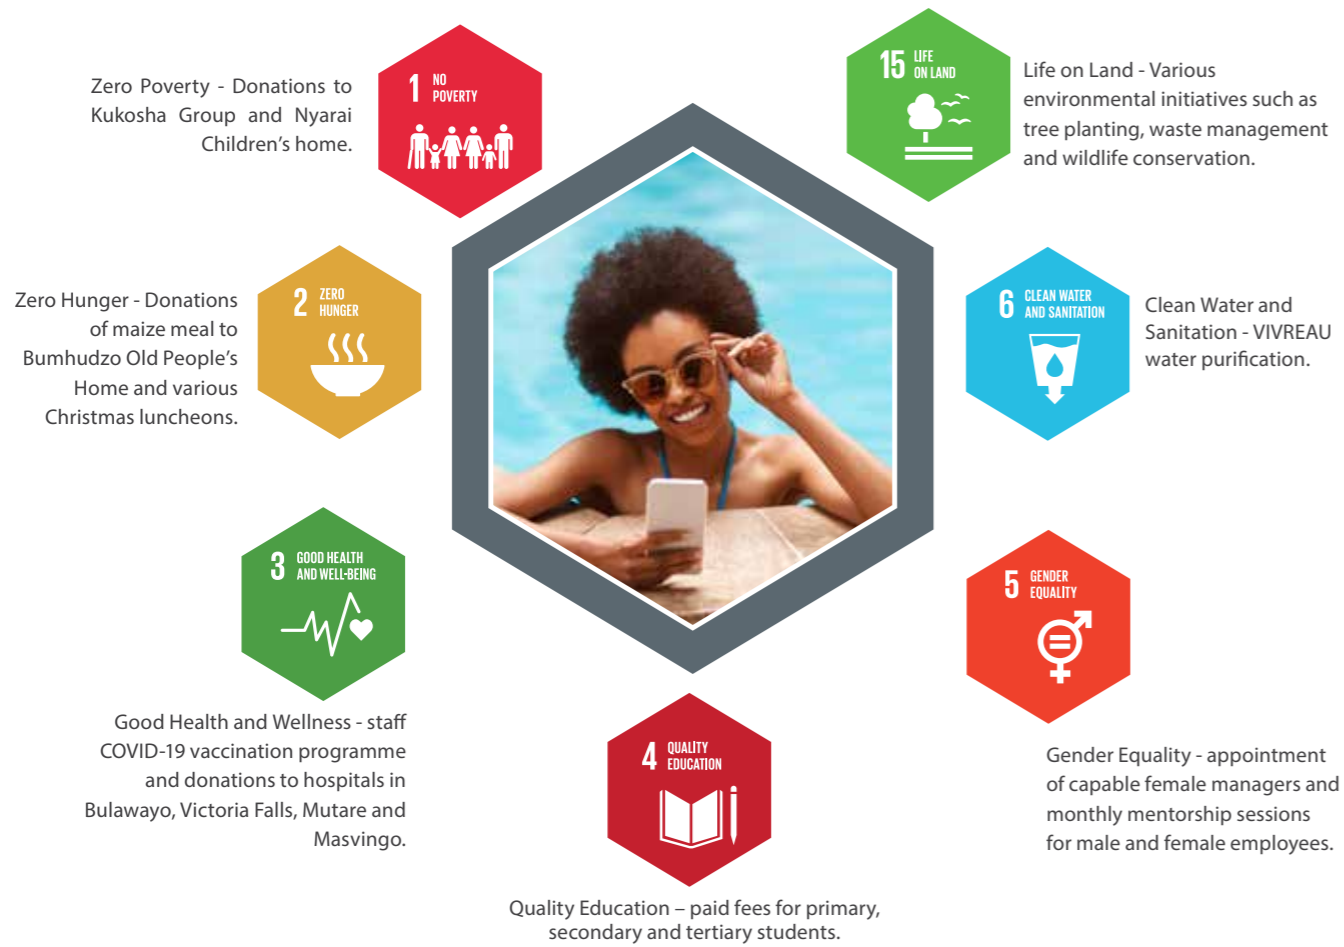 1 NO
POVERTY
Zero Poverty - Donations to
Kukosha Group and Nyarai
Children’s home.
2 ZERO
HUNGER
Zero Hunger - Donations
of maize meal to
Bumhudzo Old People’s
Home and various
Christmas luncheons.
3 GOOD HEALTH
AND WELL-BEING
Good Health and Wellness - staff
COVID-19 vaccination programme
and donations to hospitals in
Bulawayo, Victoria Falls, Mutare and
Masvingo.
4 QUALITY
EDUCATION
Quality Education – paid fees for primary,
secondary and tertiary students.
5 GENDER
EQUALITY
Gender Equality - appointment
of capable female managers and
monthly mentorship sessions
for male and female employees.
6 CLEAN WATER
AND SANITATION
Clean Water and
Sanitation - VIVREAU
water purification.
15 LIFE
ON LAND
Life on Land - Various
environmental initiatives such as
tree planting, waste management
and wildlife conservation.